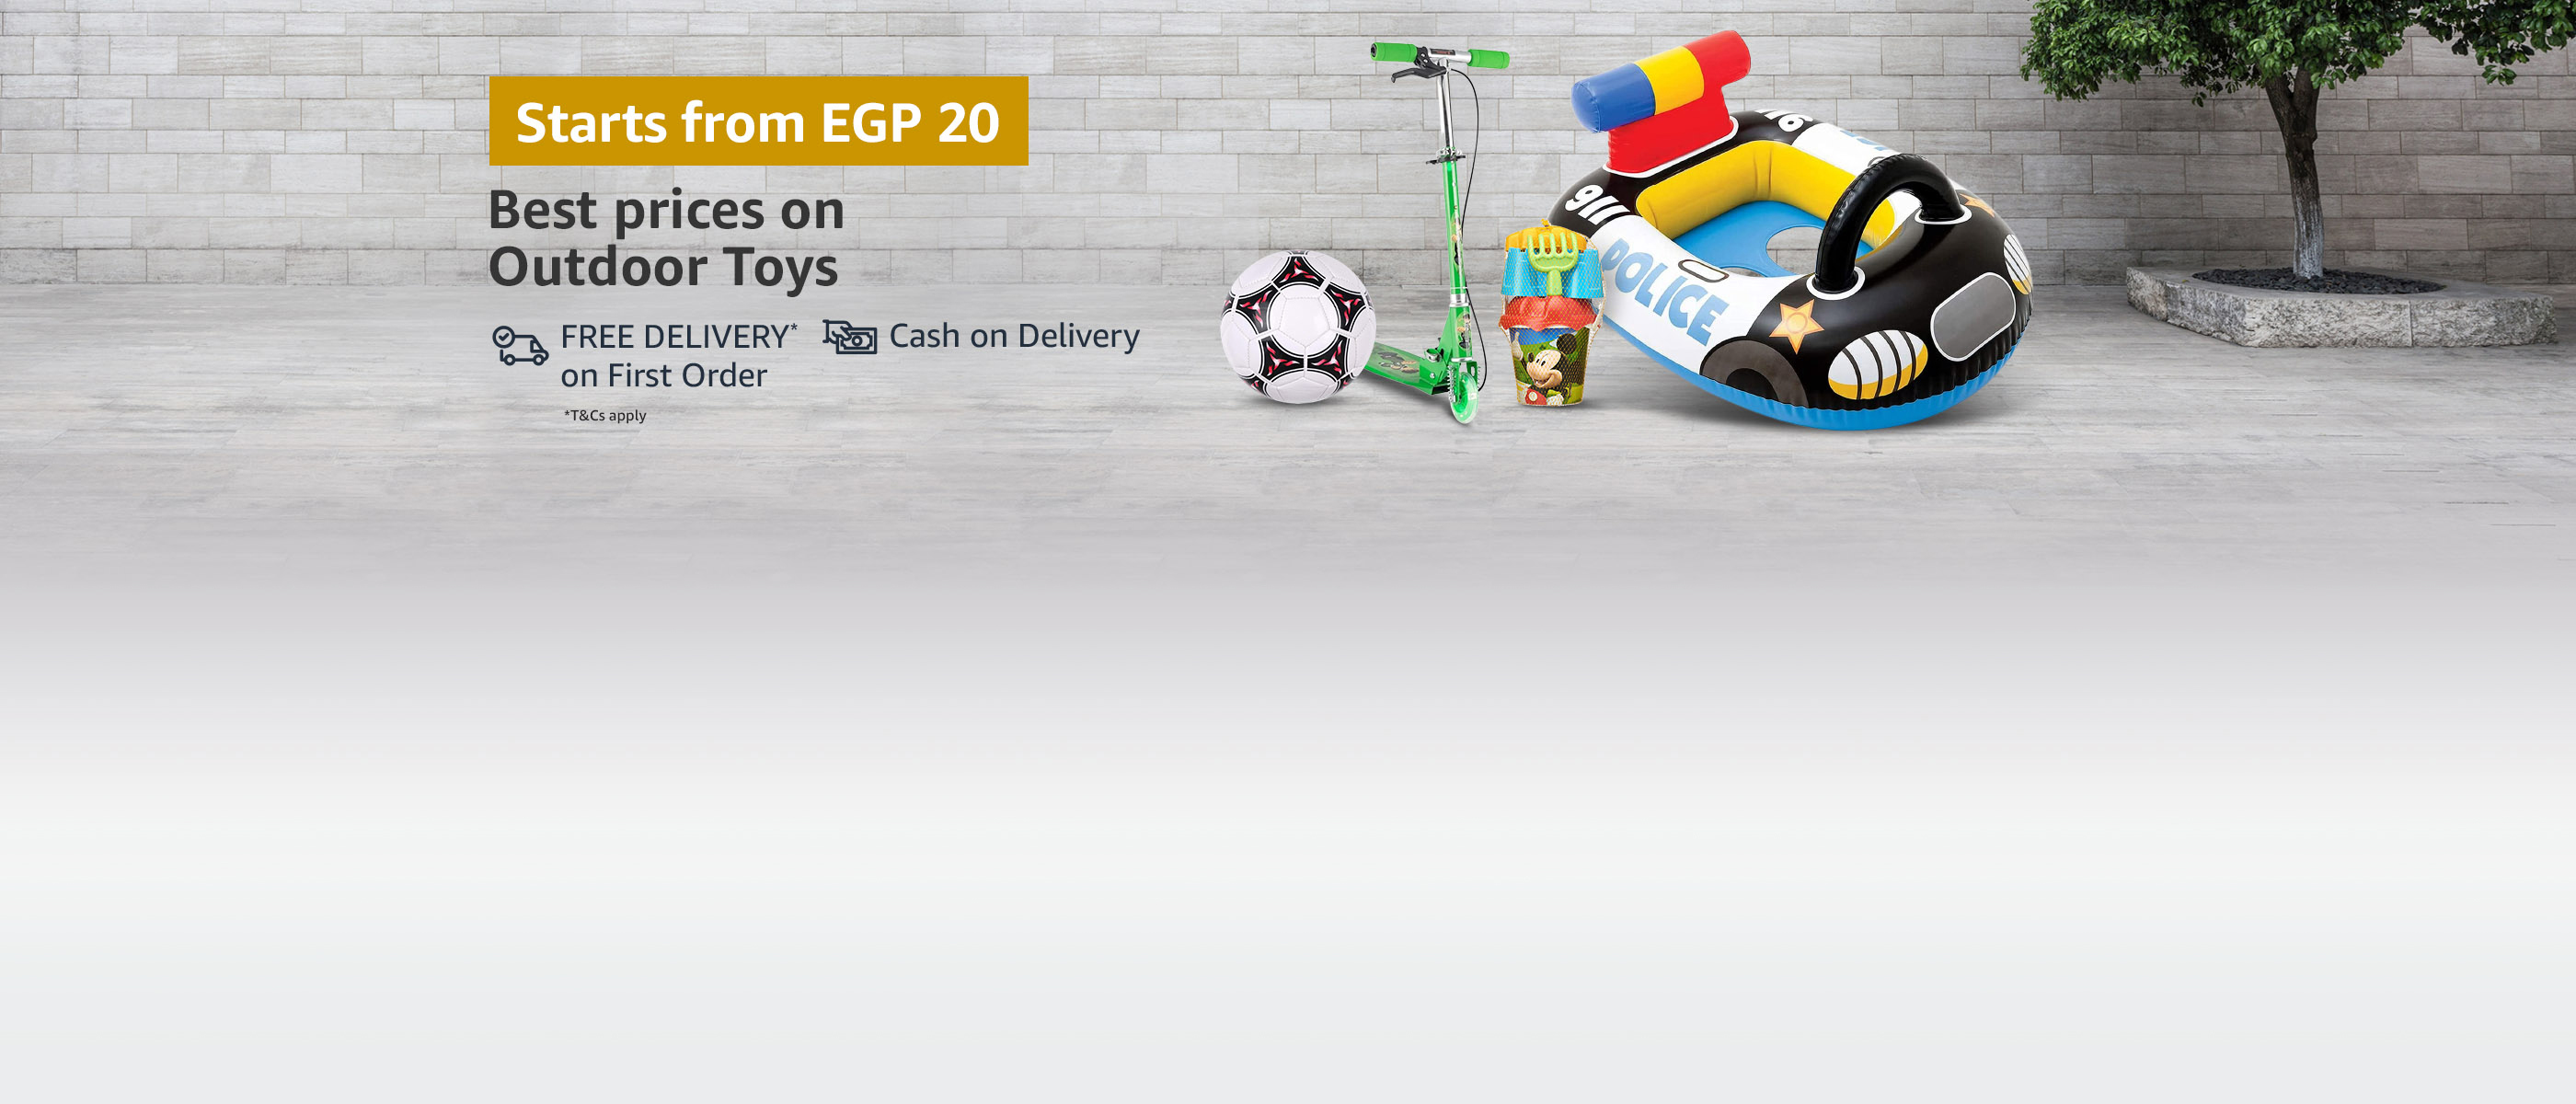 Starts from EGP 20
Best prices on
Outdoor Toys
FREE DELIVERY*
on First Order
Cash on Delivery
*T&Cs apply
911
POLICE